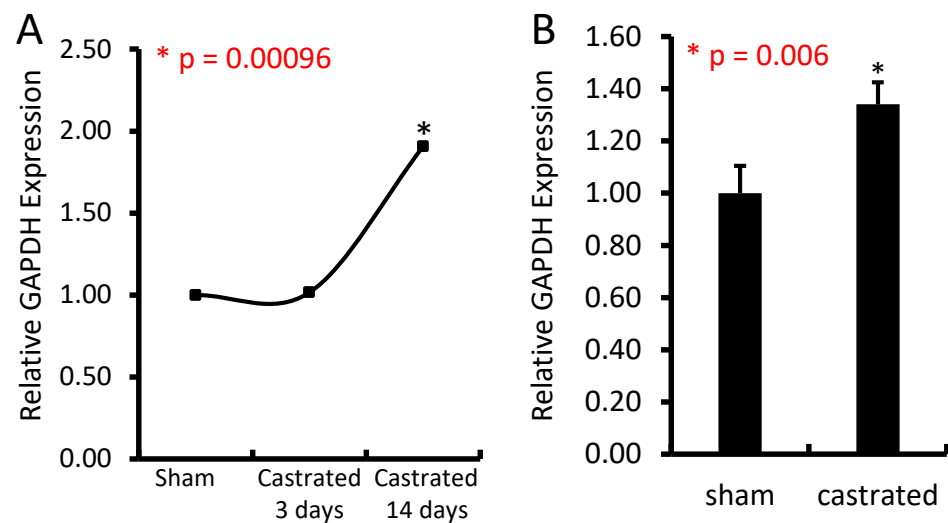 A
* p = 0.00096
Relative GAPDH Expression
2.50
2.00
1.50
1.00
0.50
0.00
*
Sham
Castrated
3 days
Castrated
14 days
B
* p = 0.006
Relative GAPDH Expression
1.60
1.40
1.20
1.00
0.80
0.60
0.40
0.20
0.00
*
sham
castrated